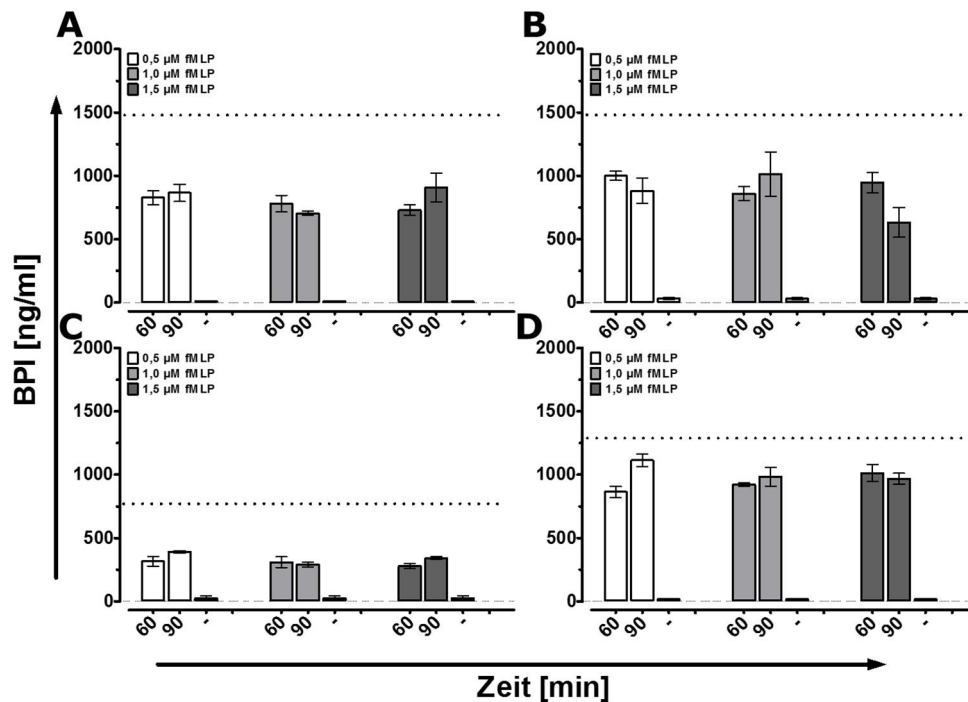 A
2000
1500
1000
500
0
0,5 µM fMLP
1,0 µM fMLP
1,5 µM fMLP
60 90 - 60 90 - 60 90 -
B
2000
1500
1000
500
0
0,5 µM fMLP
1,0 µM fMLP
1,5 µM fMLP
60 90 - 60 90 - 60 90 -
C
2000
1500
1000
500
0
0,5 µM fMLP
1,0 µM fMLP
1,5 µM fMLP
60 90 - 60 90 - 60 90 -
D
2000
1500
1000
500
0
0,5 µM fMLP
1,0 µM fMLP
1,5 µM fMLP
60 90 - 60 90 - 60 90 -
BPI [ng/ml]
Zeit [min]